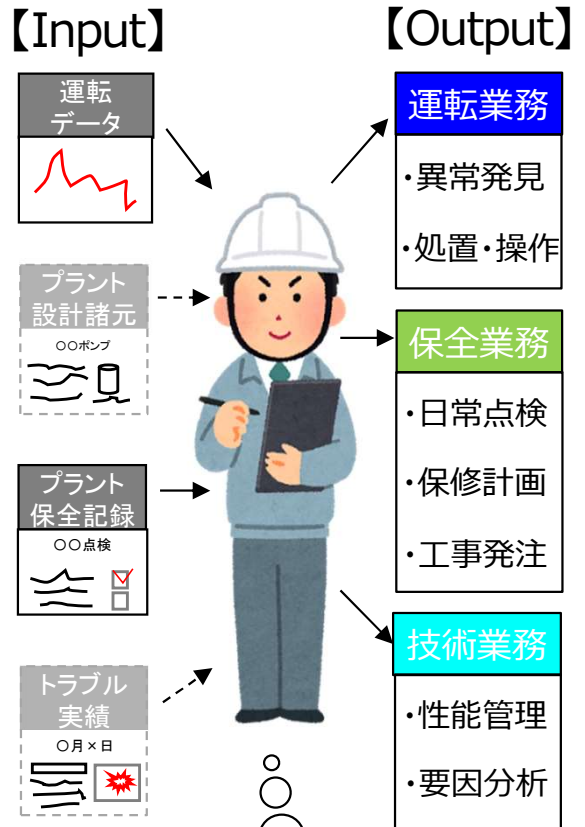 【Input】
運転
データ
プラント
設計諸元
○○ポンプ
プラント
保全記録
○○点検
トラブル
実績
○月×日
【Output】
運転業務
・異常発見
・処置・操作
保全業務
・日常点検
・保修計画
・工事発注
技術業務
・性能管理
・要因分析